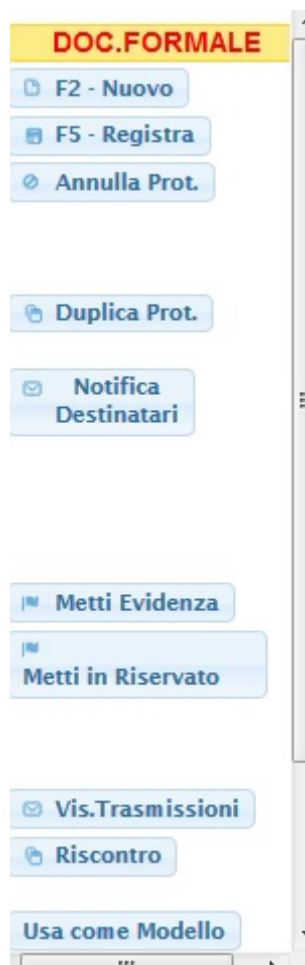 DOC.FORMALE
F2 - Nuovo
F5 - Registra
Annulla Prot.
Duplica Prot.
Notifica
Destinatari
Metti Evidenza
Metti in Riservato
Vis.Trasmissioni
Riscontro
Usa come Modello